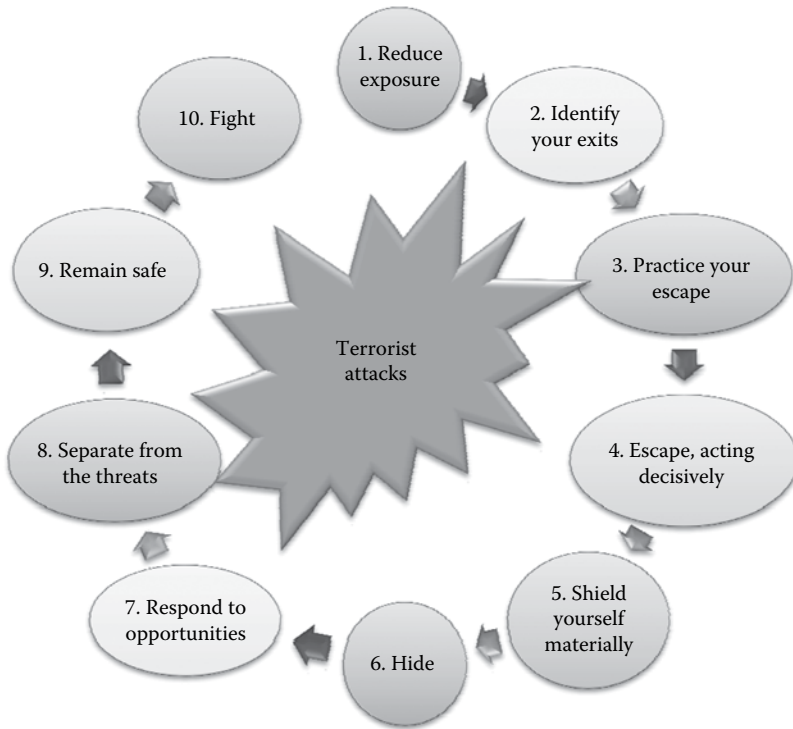 1. Reduce
exposure
2. Identify
your exits
3. Practice your
escape
4. Escape, acting
decisively
5. Shield
yourself
materially
6. Hide
7. Respond to
opportunities
8. Separate from
the threats
9. Remain safe
10. Fight
Terrorist
attacks